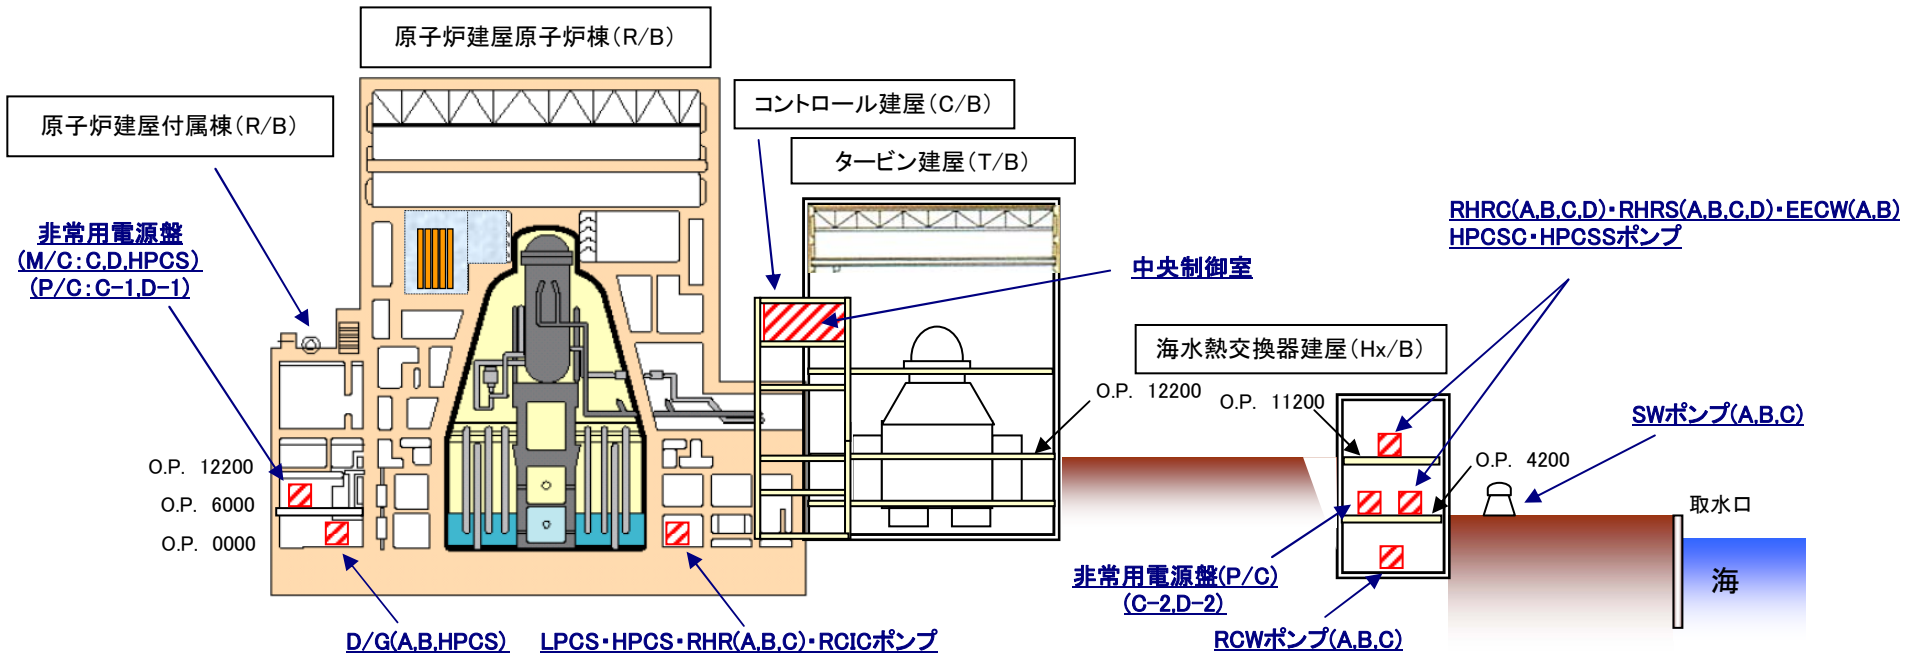 原子炉建屋原子炉棟(R/B)
原子炉建屋付属棟(R/B)
コントロール建屋(C/B)
タービン建屋(T/B)
非常用電源盤
(M/C:C,D,HPCS)
(P/C:C-1,D-1)
RHRC(A,B,C,D)・RHRS(A,B,C,D)・EECW(A,B)
HPCSC・HPCSSポンプ
中央制御室
海水熱交換器建屋(Hx/B)
O.P. 12200
O.P. 11200
SWポンプ(A,B,C)
O.P. 12200
O.P. 6000
O.P. 0000
O.P. 4200
取水口
海
非常用電源盤(P/C)
(C-2,D-2)
D/G(A,B,HPCS)
LPCS・HPCS・RHR(A,B,C)・RCICポンプ
RCWポンプ(A,B,C)